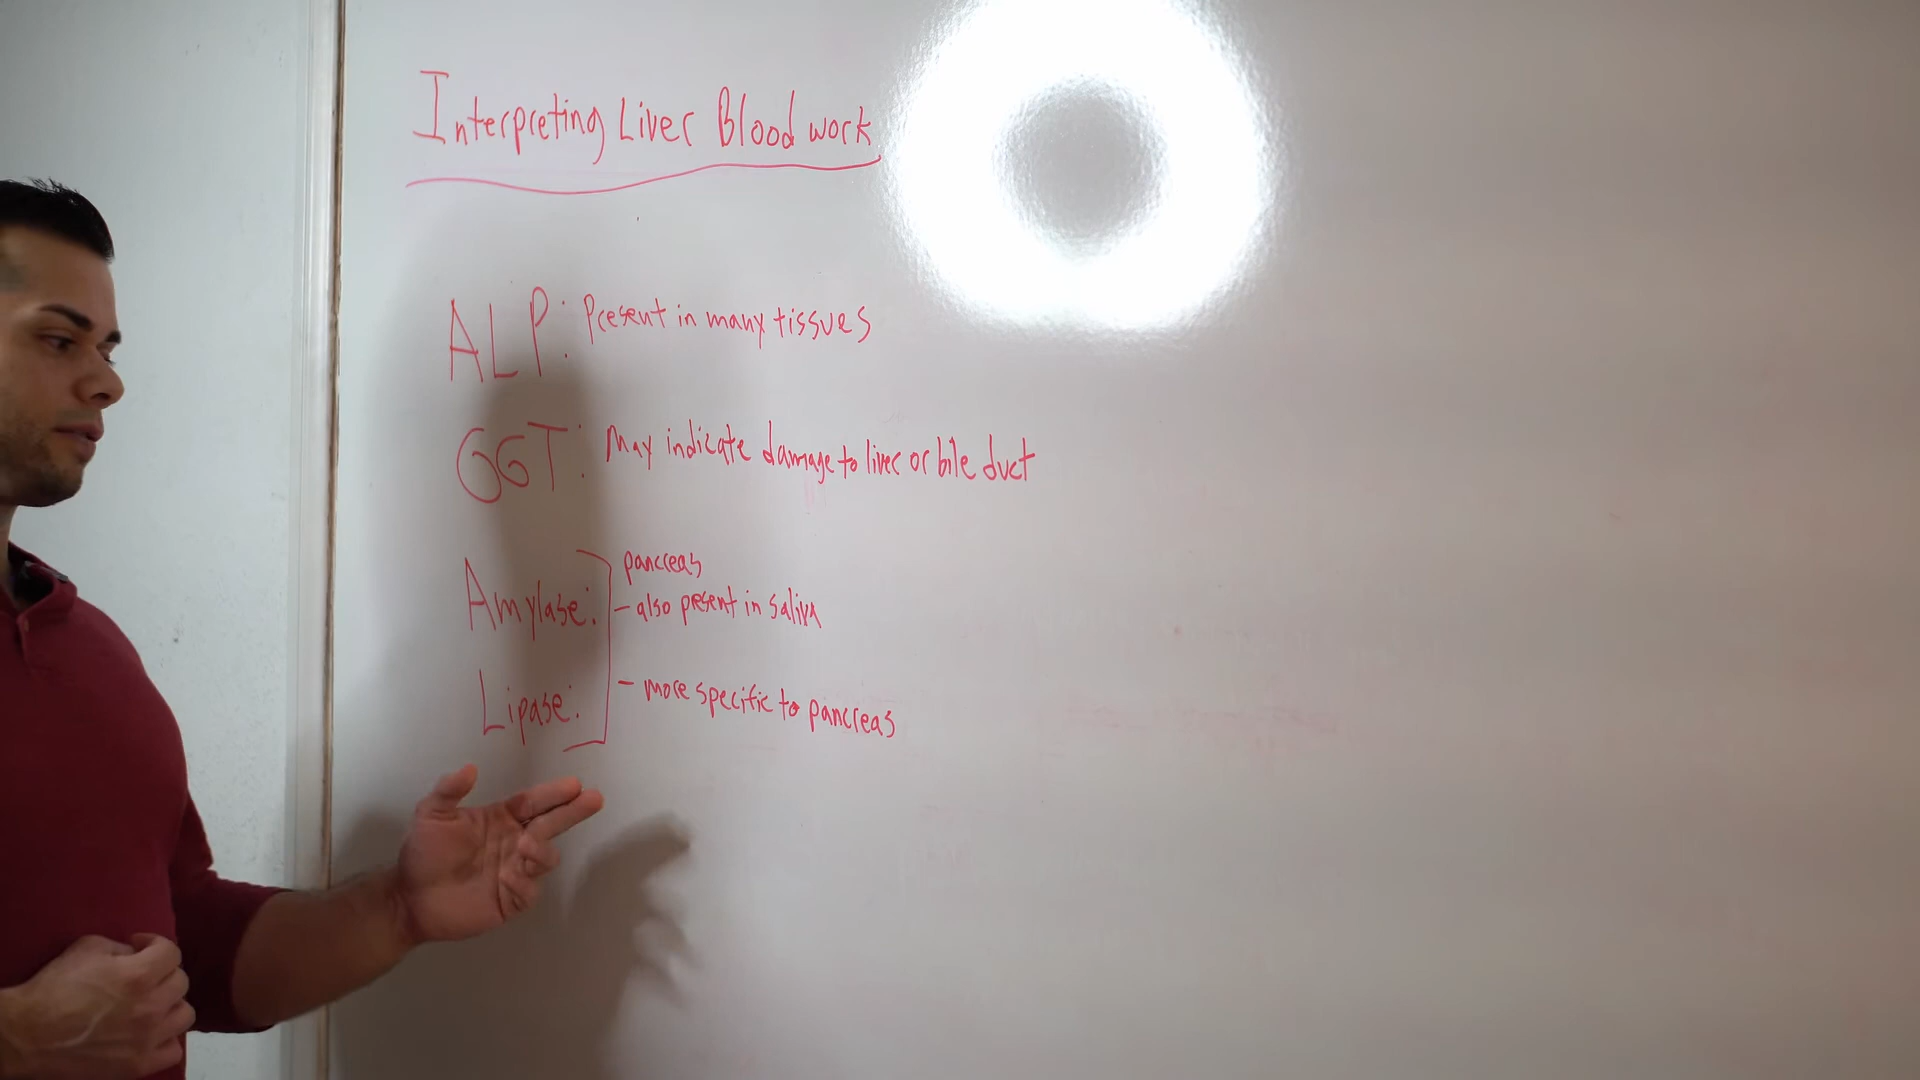 Interpreting Liver Blood work
ALP: Present in many tissues
GGT: May indicate damage to liver or bile duct
pancreas
Amylase: - also present in saliva
Lipase: - more specific to pancreas